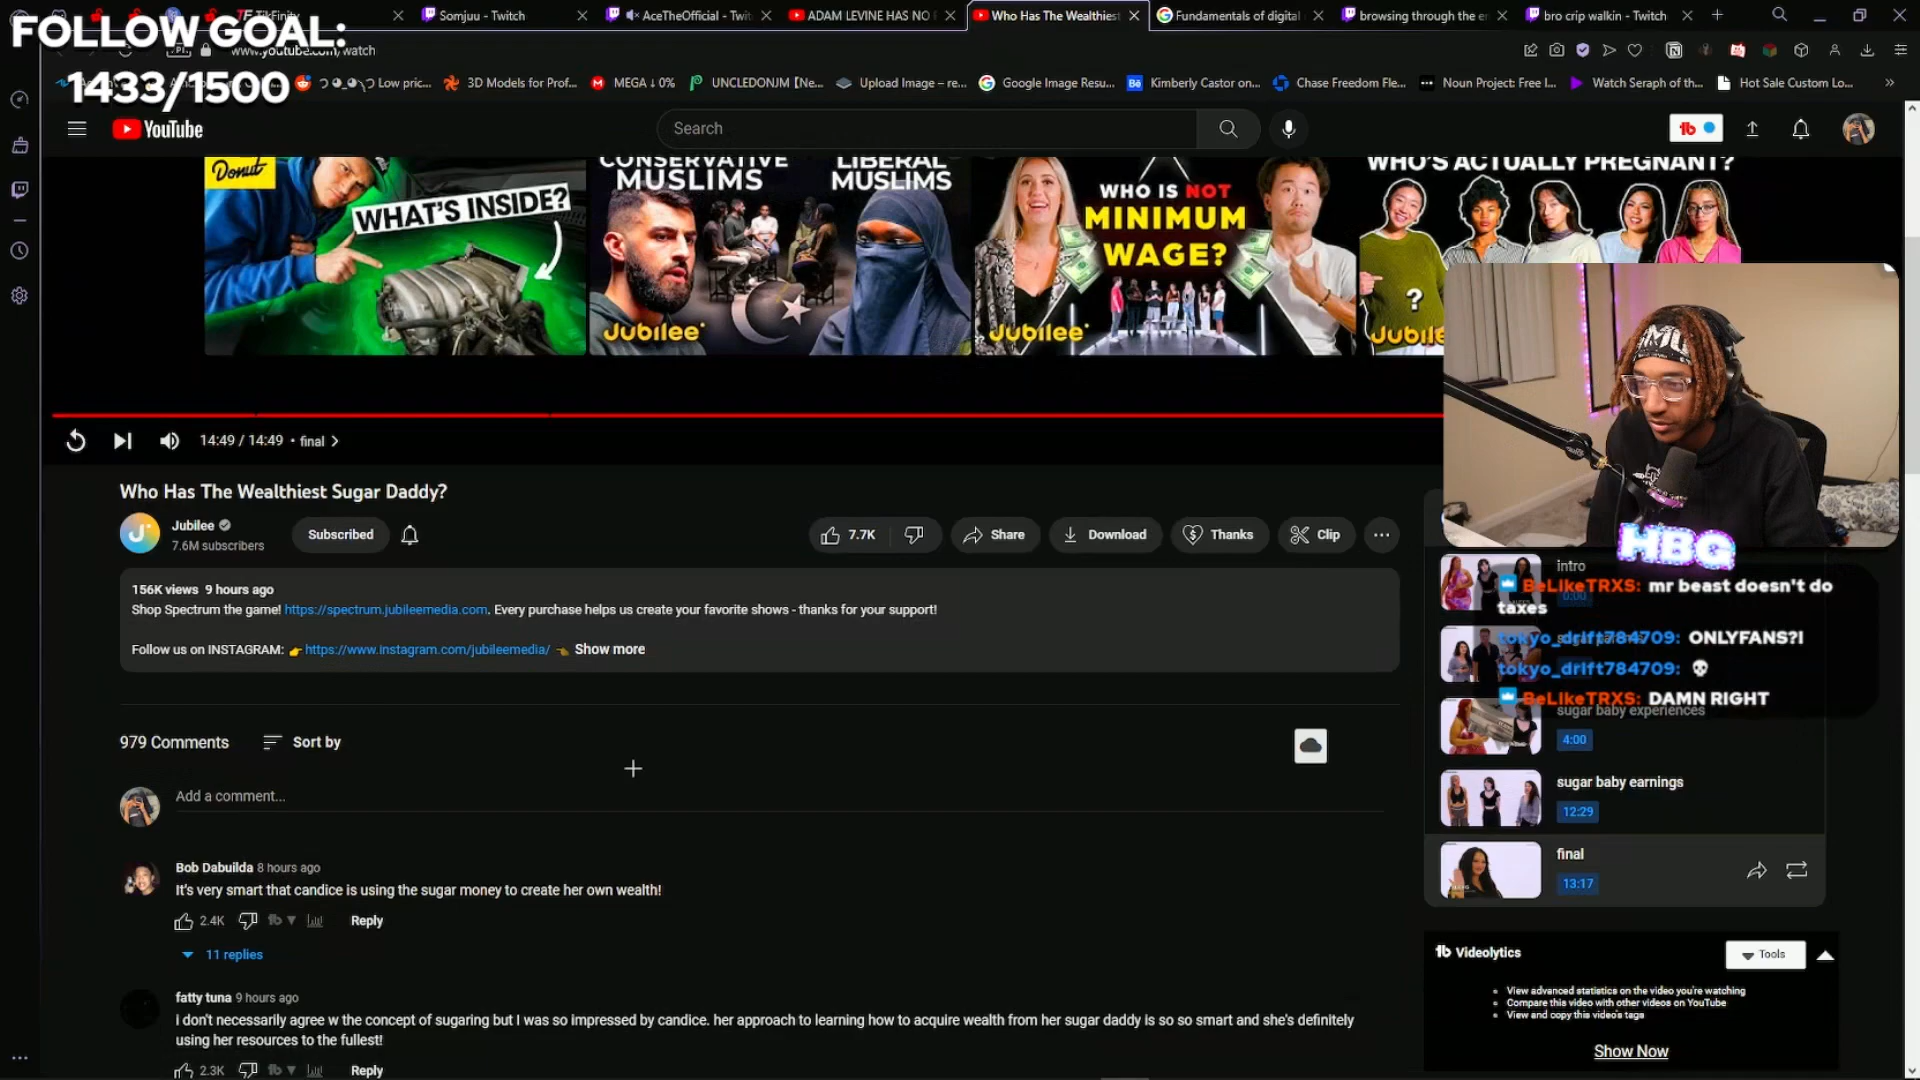 FOLLOW GOAL:
1433/1500
TikFinity
Somjuu - Twitch
AceTheOfficial - Twit
ADAM LEVINE HAS NO
Who Has The Wealthies
Fundamentals of digital
browsing through the e
bro crip walkin - Twitch
www.youtube.com/watch
Low pric...
3D Models for Prof...
MEGA ↓0%
UNCLEDONJM【Ne...
Upload Image – re...
Google Image Resu...
Kimberly Castor on...
Chase Freedom Fle...
Noun Project: Free I...
Watch Seraph of th...
Hot Sale Custom Lo...
YouTube
Search
Donut
WHAT'S INSIDE?
CONSERVATIVE MUSLIMS
LIBERAL MUSLIMS
Jubilee
WHO IS NOT
MINIMUM
WAGE?
Jubilee
WHO'S ACTUALLY PREGNANT?
?
14:49 / 14:49 • final
Who Has The Wealthiest Sugar Daddy?
Jubilee
7.6M subscribers
Subscribed
7.7K
Share
Download
Thanks
Clip
156K views 9 hours ago
Shop Spectrum the game! https://spectrum.jubileemedia.com. Every purchase helps us create your favorite shows - thanks for your support!
Follow us on INSTAGRAM: 👉 https://www.instagram.com/jubileemedia/ 👈 Show more
979 Comments
Sort by
Add a comment...
Bob Dabuilda 8 hours ago
It's very smart that candice is using the sugar money to create her own wealth!
2.4K
Reply
11 replies
fatty tuna 9 hours ago
i don't necessarily agree w the concept of sugaring but I was so impressed by candice. her approach to learning how to acquire wealth from her sugar daddy is so so smart and she's definitely
using her resources to the fullest!
2.3K
Reply
HBG
intro
0:00
BeLikeTRXS: mr beast doesn't do
taxes
tokyo_drift784709: ONLYFANS?!
tokyo_drift784709: 💀
BeLikeTRXS: DAMN RIGHT
sugar baby experiences
4:00
sugar baby earnings
12:29
final
13:17
Videolytics
Tools
View advanced statistics on the video you're watching
Compare this video with other videos on YouTube
View and copy this video's tags
Show Now